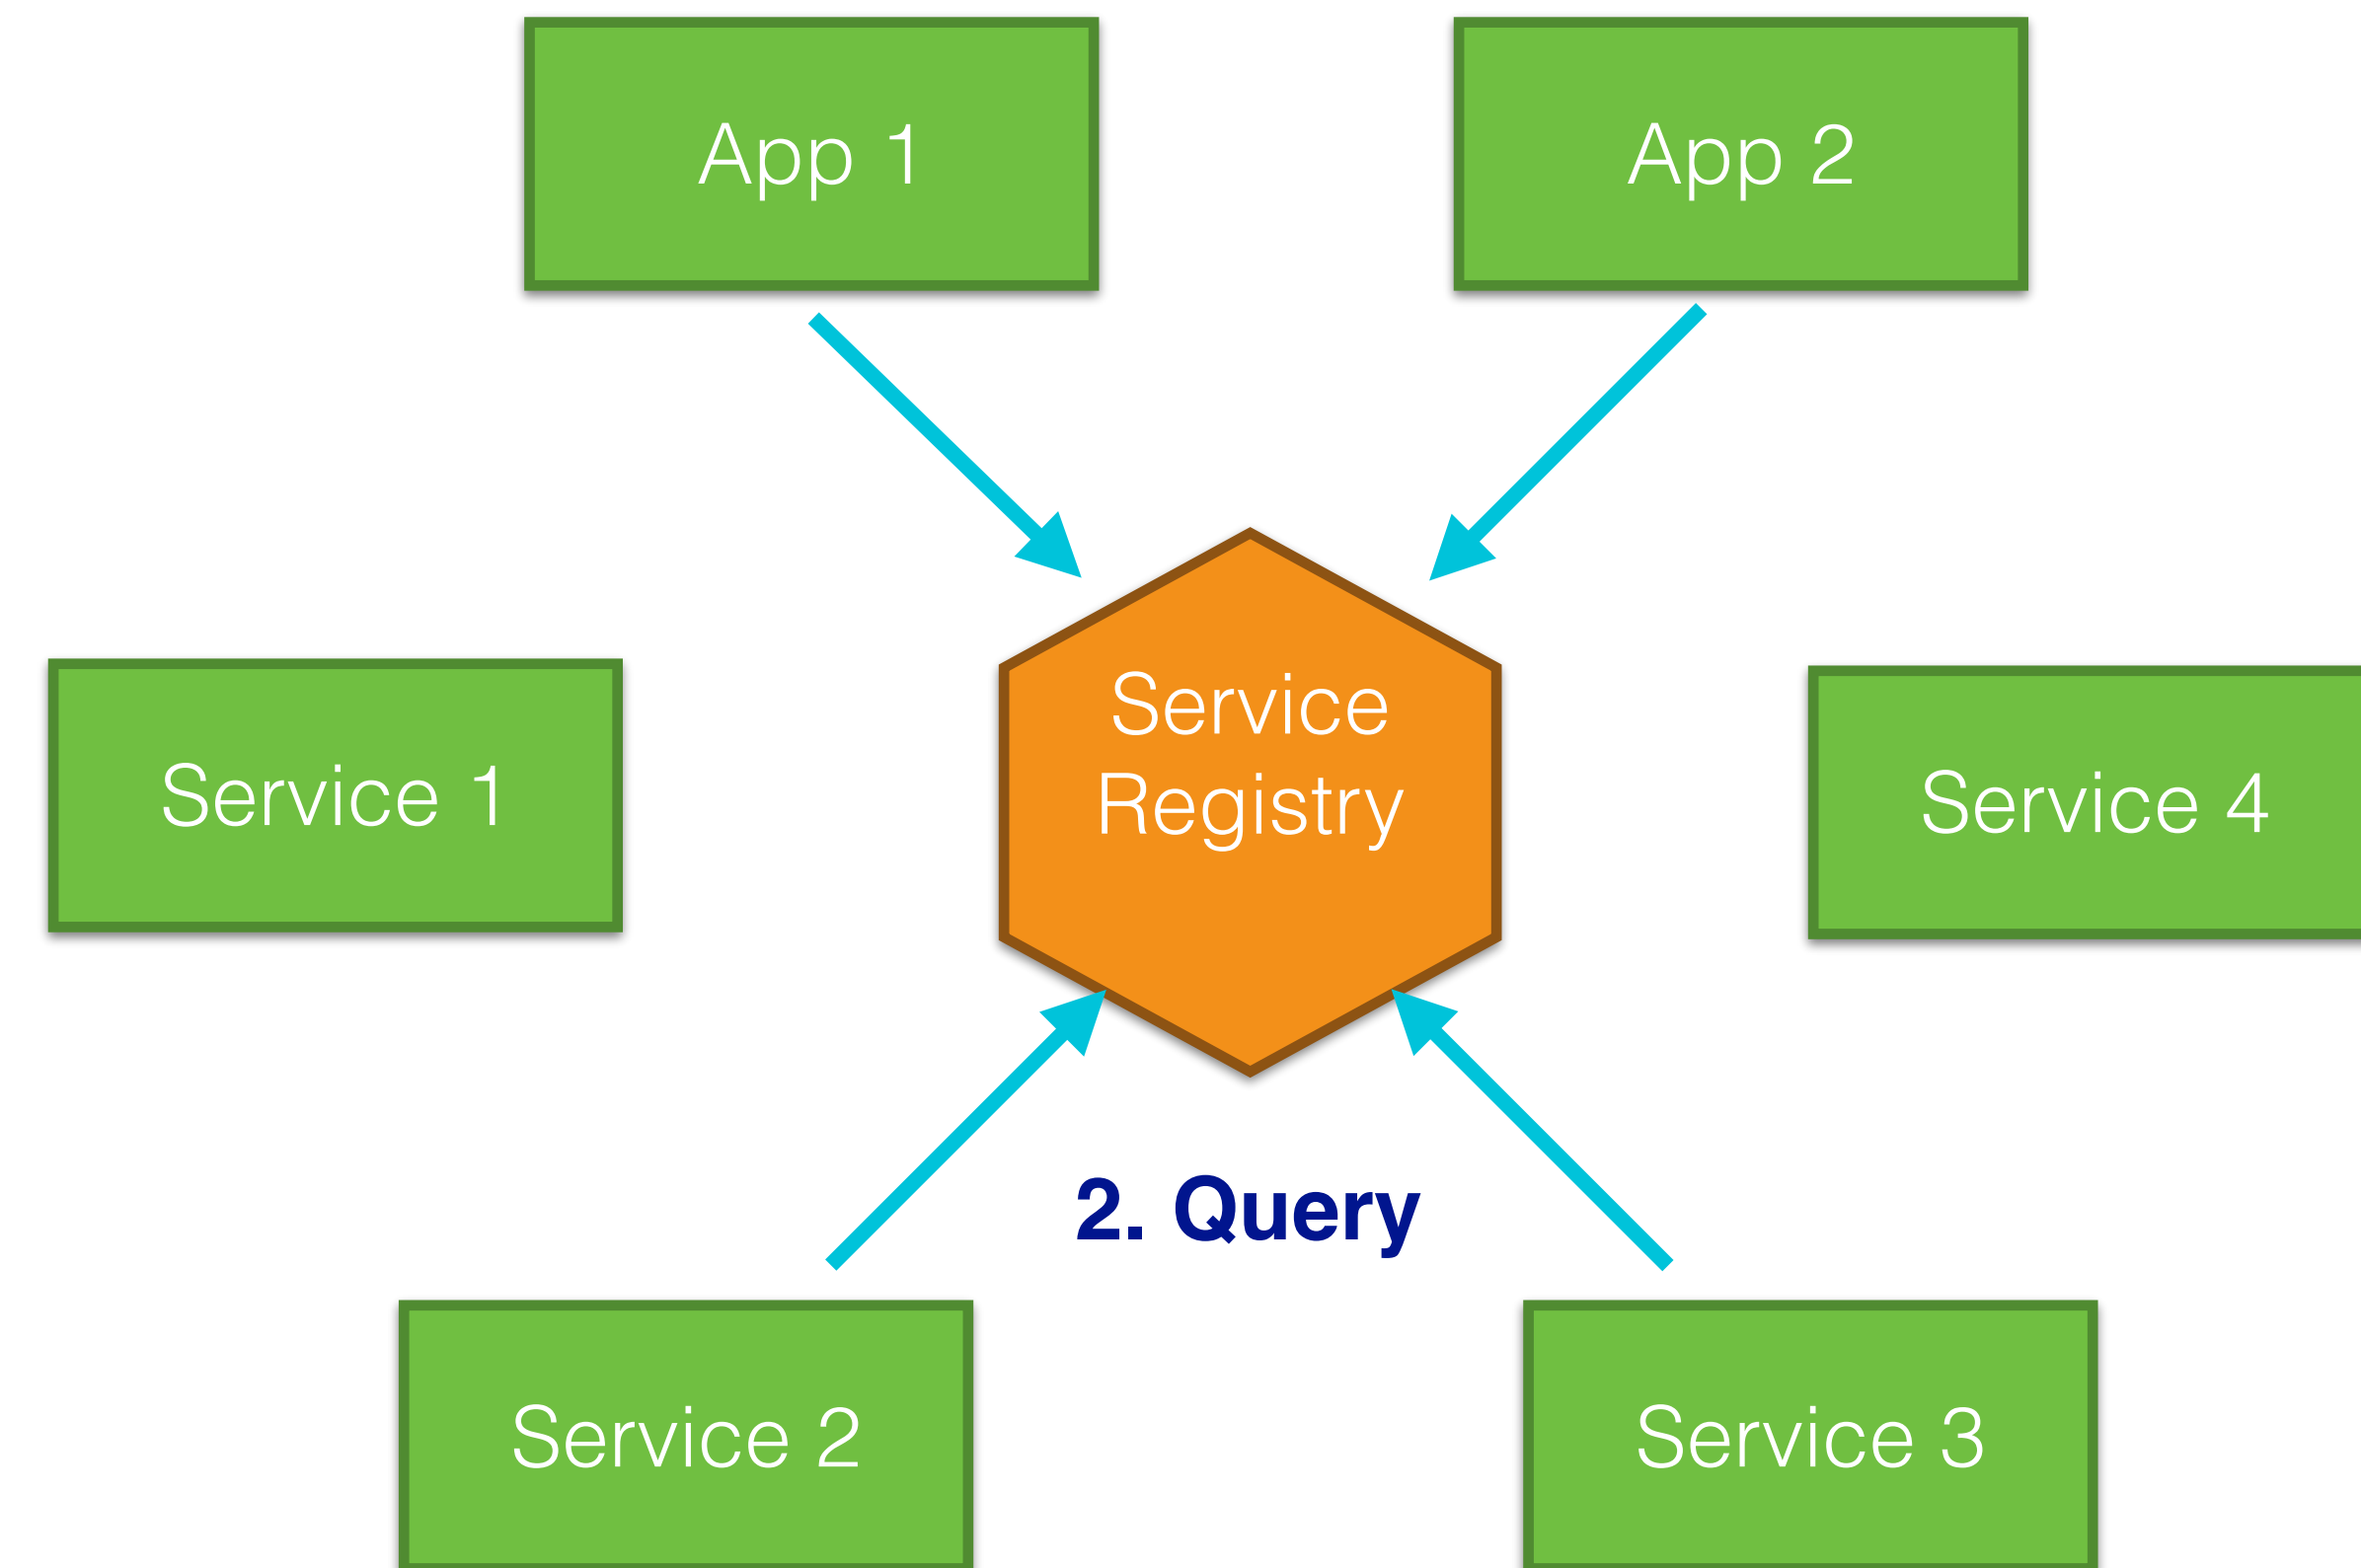 App 1
App 2
Service
Registry
Service 1
Service 4
2. Query
Service 2
Service 3